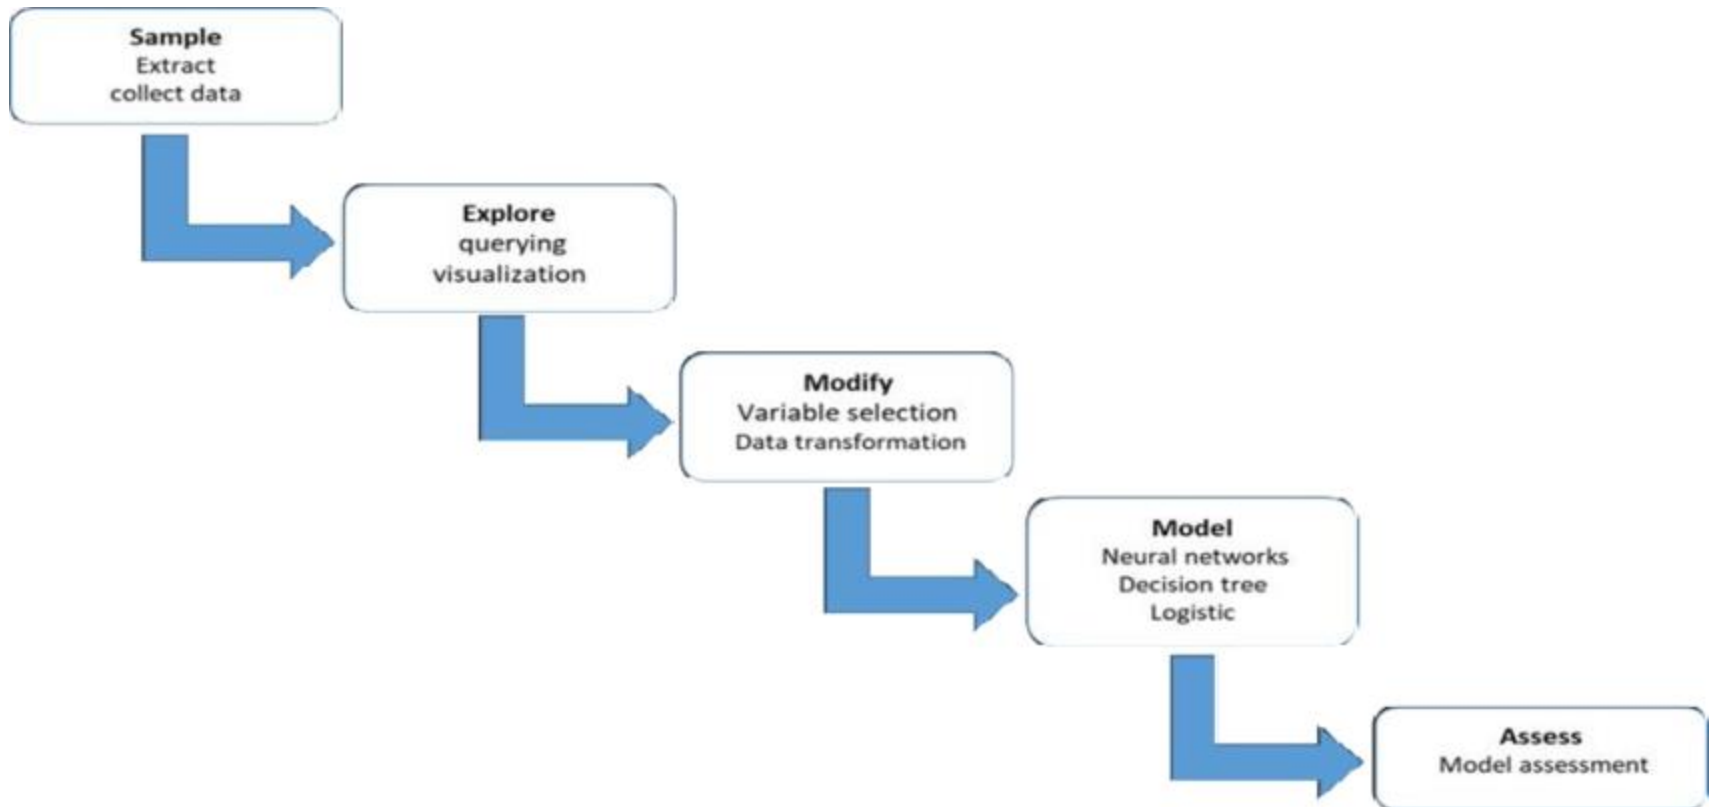 Sample
Extract
collect data
Explore
querying
visualization
Modify
Variable selection
Data transformation
Model
Neural networks
Decision tree
Logistic
Assess
Model assessment